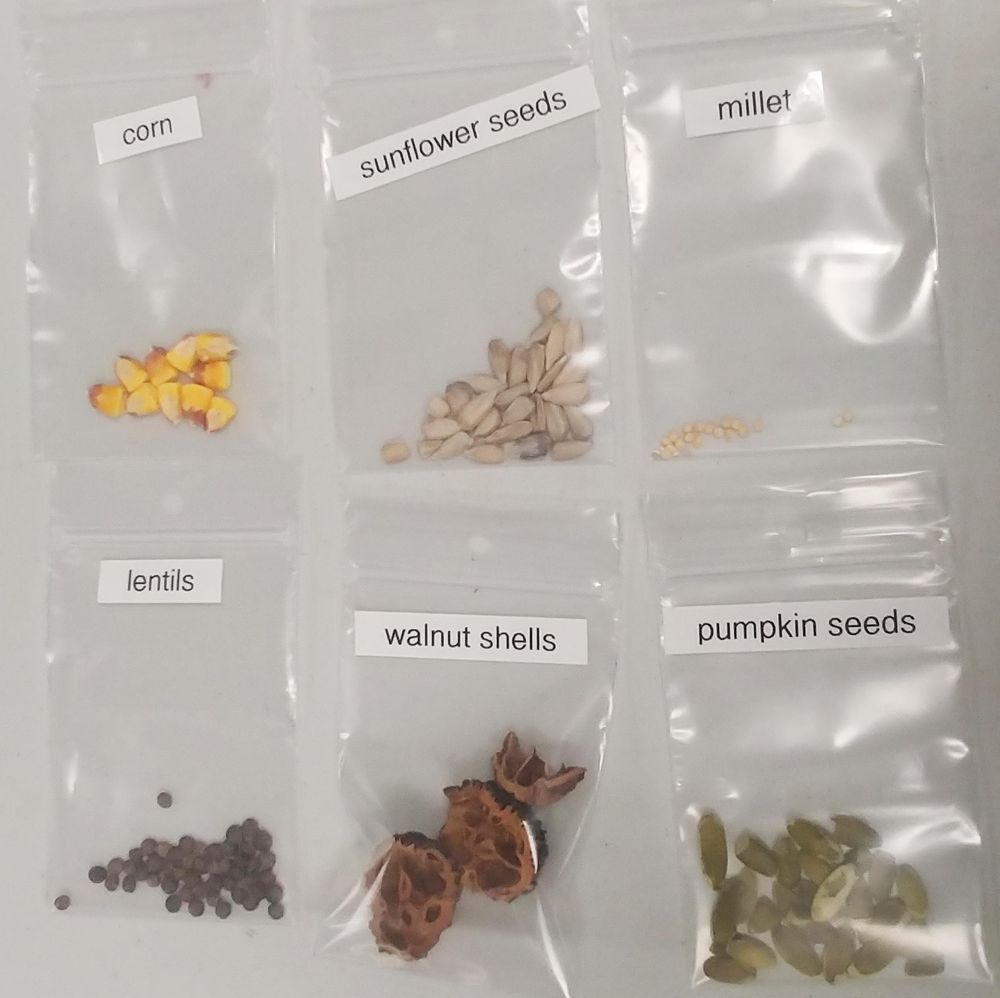 corn
sunflower seeds
millet
lentils
walnut shells
pumpkin seeds